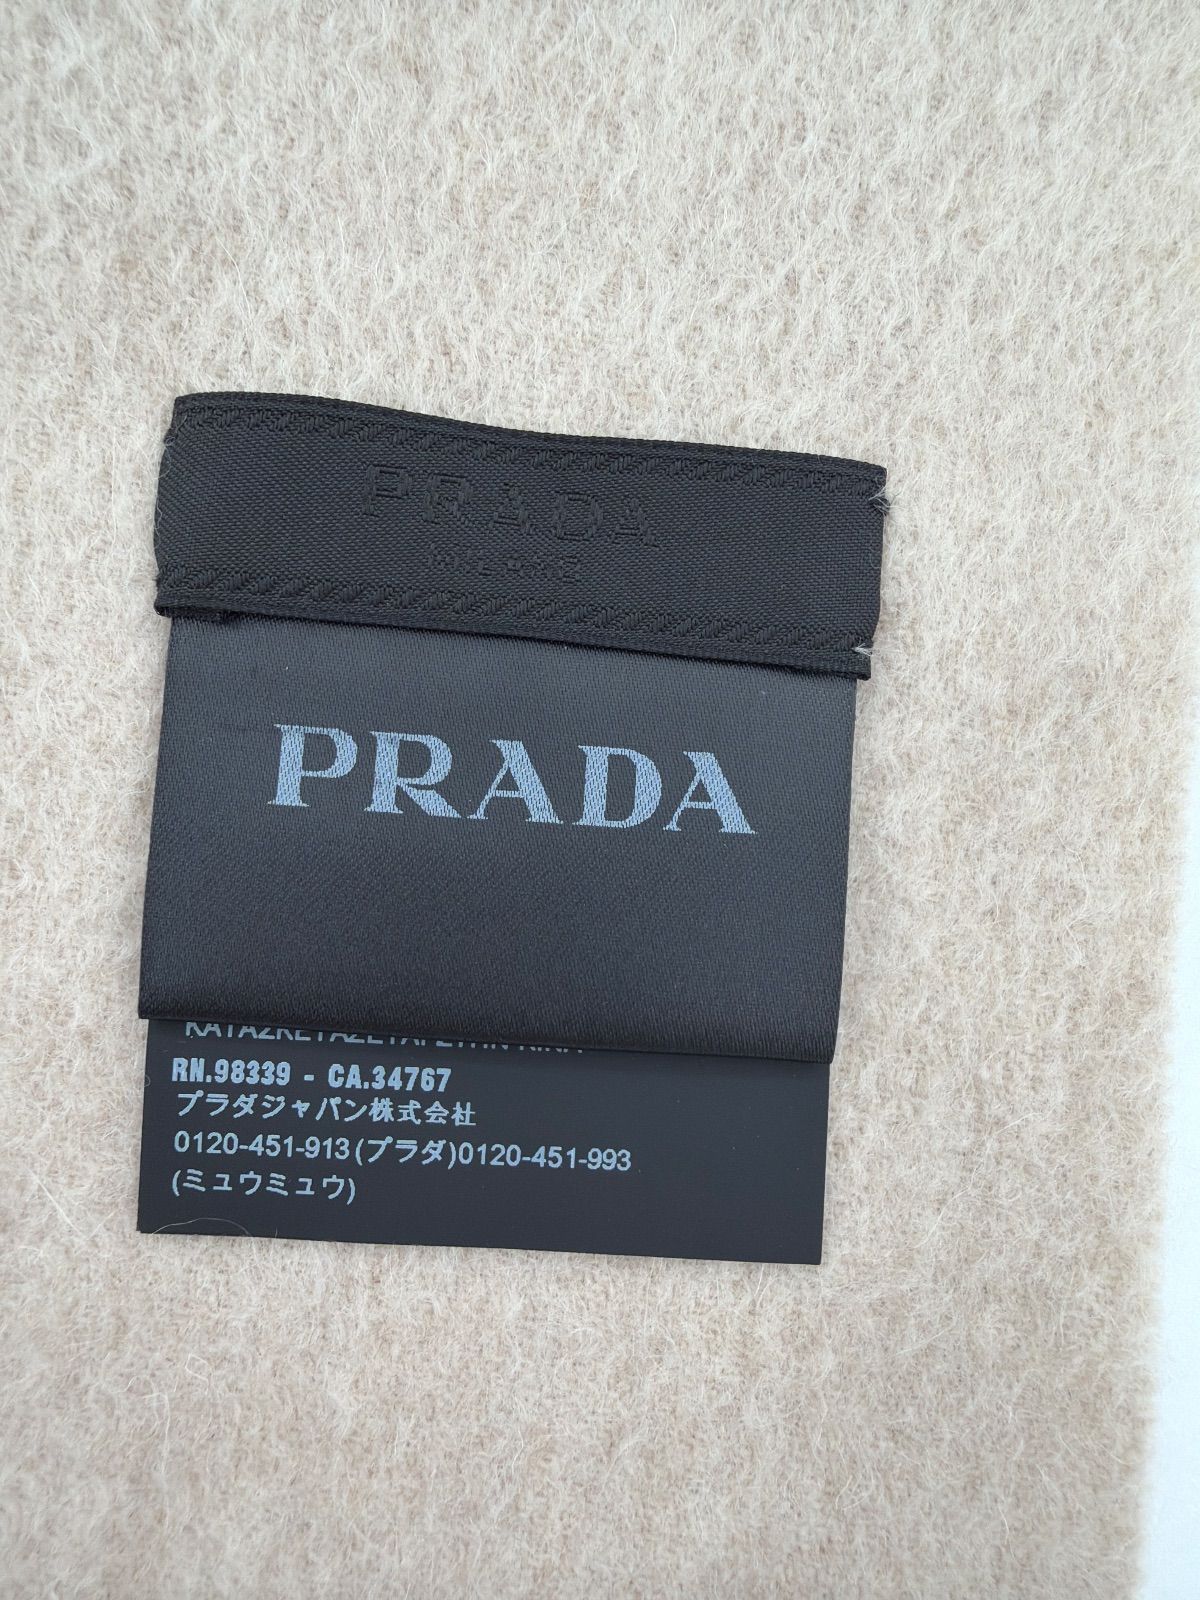 PRADA
MILANO
PRADA
RN.98339 - CA.34767
プラダジャパン株式会社
0120-451-913(プラダ)0120-451-993
(ミュウミュウ)